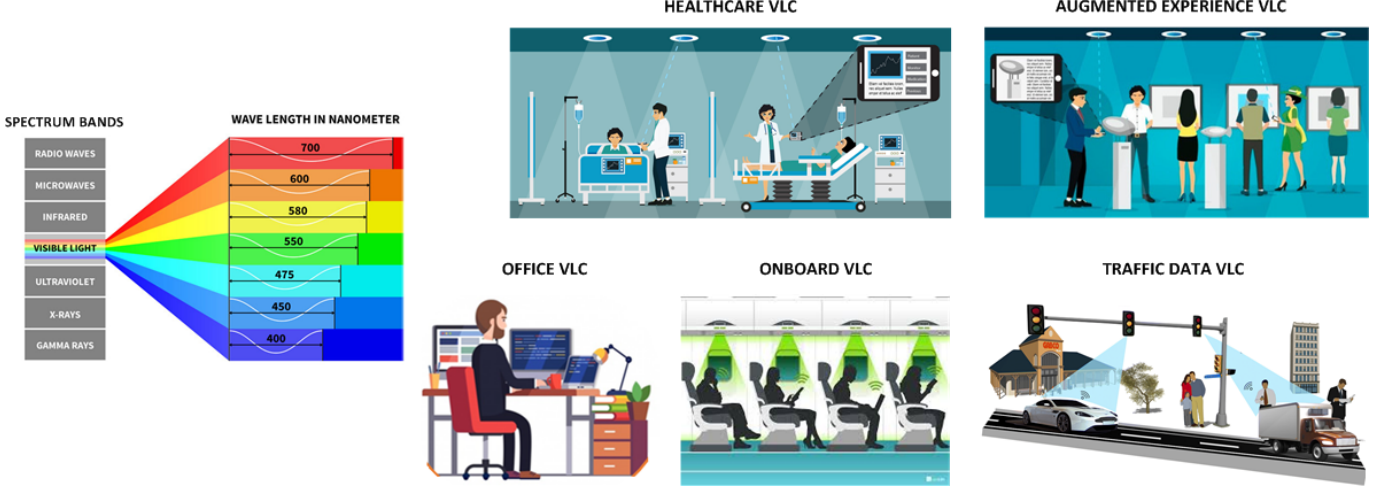 HEALTHCARE VLC
AUGMENTED EXPERIENCE VLC
SPECTRUM BANDS
WAVE LENGTH IN NANOMETER
RADIO WAVES
MICROWAVES
INFRARED
VISIBLE LIGHT
ULTRAVIOLET
X-RAYS
GAMMA RAYS
700
600
580
550
475
450
400
OFFICE VLC
ONBOARD VLC
TRAFFIC DATA VLC